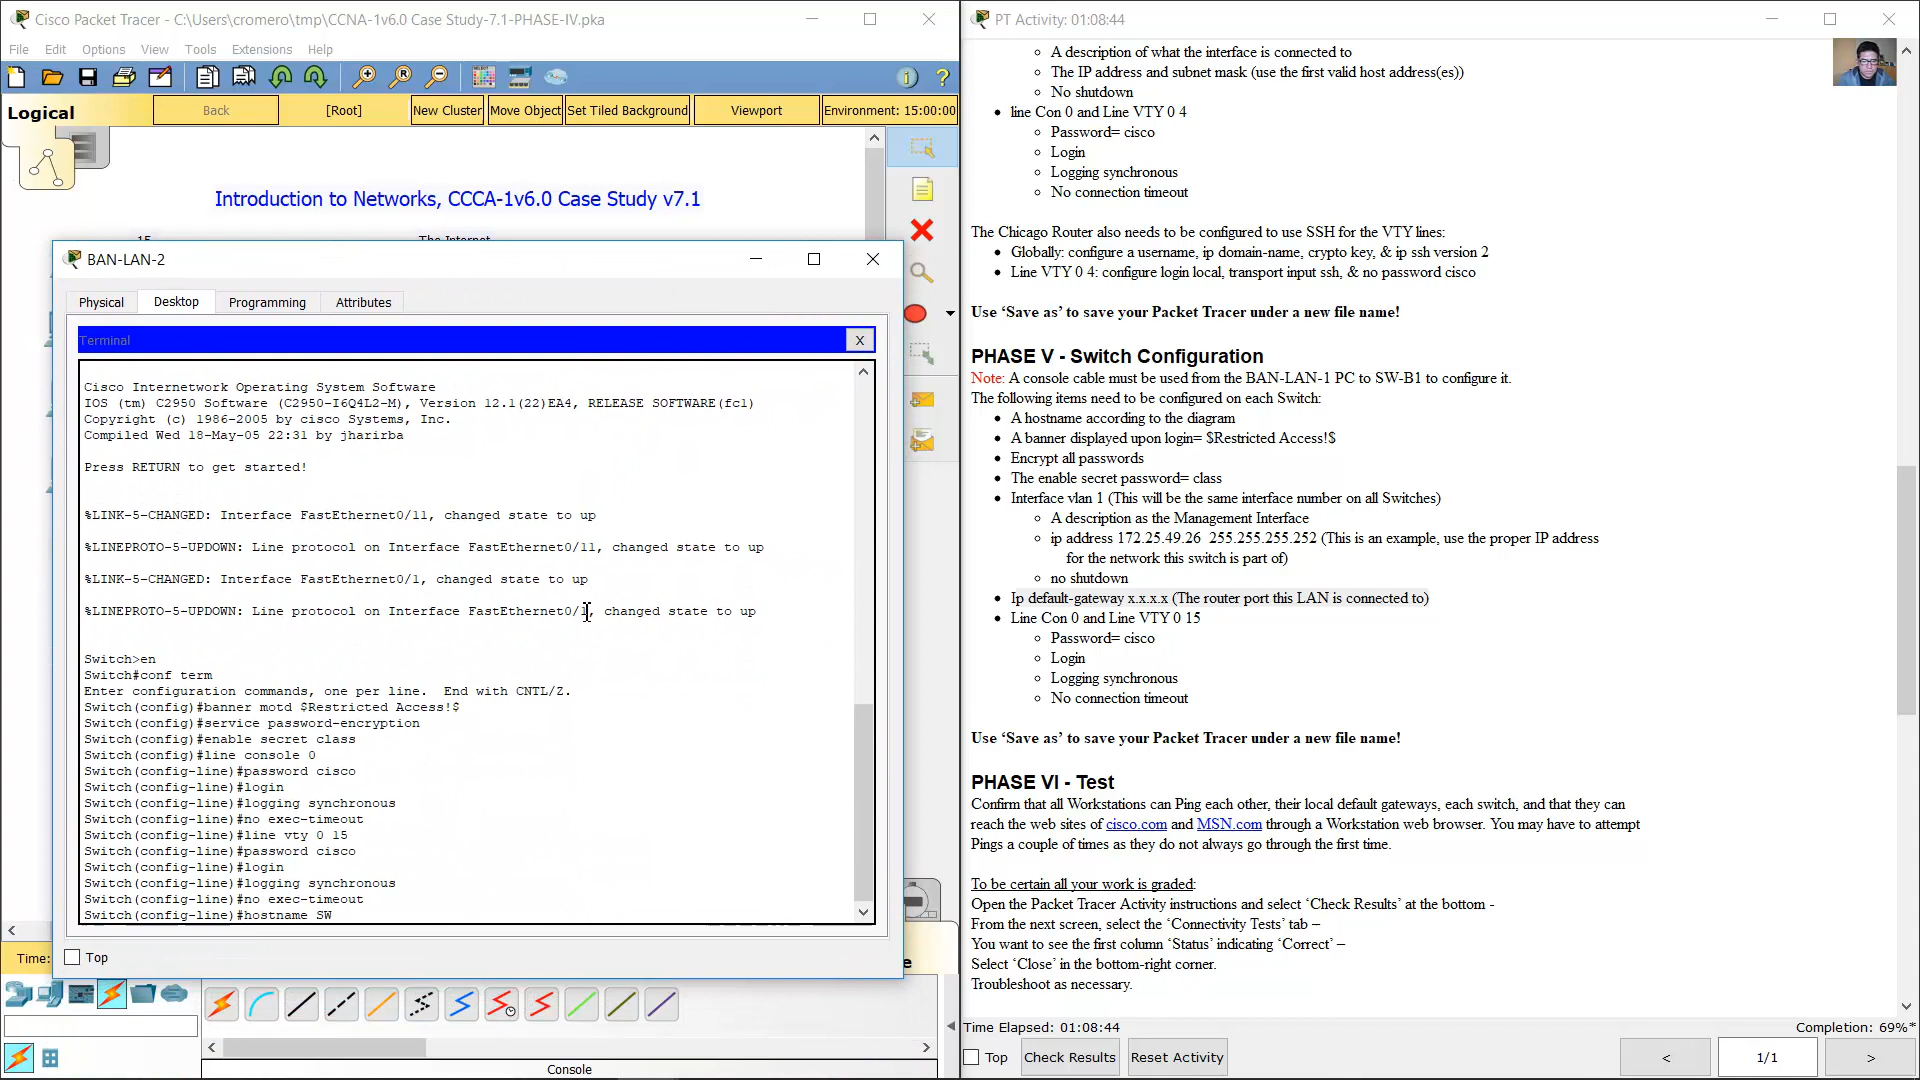 Cisco Packet Tracer - C:\Users\cromero\tmp\CCNA-1v6.0 Case Study-7.1-PHASE-IV.pka
File Edit Options View Tools Extensions Help
Logical
Back
[Root]
New Cluster
Move Object
Set Tiled Background
Viewport
Environment: 15:00:00
Introduction to Networks, CCCA-1v6.0 Case Study v7.1
BAN-LAN-2
Physical
Desktop
Programming
Attributes
Terminal
X
Cisco Internetwork Operating System Software
IOS (tm) C2950 Software (C2950-I6Q4L2-M), Version 12.1(22)EA4, RELEASE SOFTWARE(fc1)
Copyright (c) 1986-2005 by cisco Systems, Inc.
Compiled Wed 18-May-05 22:31 by jharirba
Press RETURN to get started!
%LINK-5-CHANGED: Interface FastEthernet0/11, changed state to up
%LINEPROTO-5-UPDOWN: Line protocol on Interface FastEthernet0/11, changed state to up
%LINK-5-CHANGED: Interface FastEthernet0/1, changed state to up
%LINEPROTO-5-UPDOWN: Line protocol on Interface FastEthernet0/1, changed state to up
Switch>en
Switch#conf term
Enter configuration commands, one per line.  End with CNTL/Z.
Switch(config)#banner motd $Restricted Access!$
Switch(config)#service password-encryption
Switch(config)#enable secret class
Switch(config)#line console 0
Switch(config-line)#password cisco
Switch(config-line)#login
Switch(config-line)#logging synchronous
Switch(config-line)#no exec-timeout
Switch(config-line)#line vty 0 15
Switch(config-line)#password cisco
Switch(config-line)#login
Switch(config-line)#logging synchronous
Switch(config-line)#no exec-timeout
Switch(config-line)#hostname SW
Top
Time:
Console
PT Activity: 01:08:44
A description of what the interface is connected to
The IP address and subnet mask (use the first valid host address(es))
No shutdown
line Con 0 and Line VTY 0 4
Password= cisco
Login
Logging synchronous
No connection timeout
The Chicago Router also needs to be configured to use SSH for the VTY lines:
Globally: configure a username, ip domain-name, crypto key, & ip ssh version 2
Line VTY 0 4: configure login local, transport input ssh, & no password cisco
Use ‘Save as’ to save your Packet Tracer under a new file name!
PHASE V - Switch Configuration
Note: A console cable must be used from the BAN-LAN-1 PC to SW-B1 to configure it.
The following items need to be configured on each Switch:
A hostname according to the diagram
A banner displayed upon login= $Restricted Access!$
Encrypt all passwords
The enable secret password= class
Interface vlan 1 (This will be the same interface number on all Switches)
A description as the Management Interface
ip address 172.25.49.26  255.255.255.252 (This is an example, use the proper IP address
for the network this switch is part of)
no shutdown
Ip default-gateway x.x.x.x (The router port this LAN is connected to)
Line Con 0 and Line VTY 0 15
Password= cisco
Login
Logging synchronous
No connection timeout
Use ‘Save as’ to save your Packet Tracer under a new file name!
PHASE VI - Test
Confirm that all Workstations can Ping each other, their local default gateways, each switch, and that they can
reach the web sites of cisco.com and MSN.com through a Workstation web browser. You may have to attempt
Pings a couple of times as they do not always go through the first time.
To be certain all your work is graded:
Open the Packet Tracer Activity instructions and select ‘Check Results’ at the bottom -
From the next screen, select the ‘Connectivity Tests’ tab –
You want to see the first column ‘Status’ indicating ‘Correct’ –
Select ‘Close’ in the bottom-right corner.
Troubleshoot as necessary.
Time Elapsed: 01:08:44
Completion: 69%*
Top
Check Results
Reset Activity
<
1/1
>